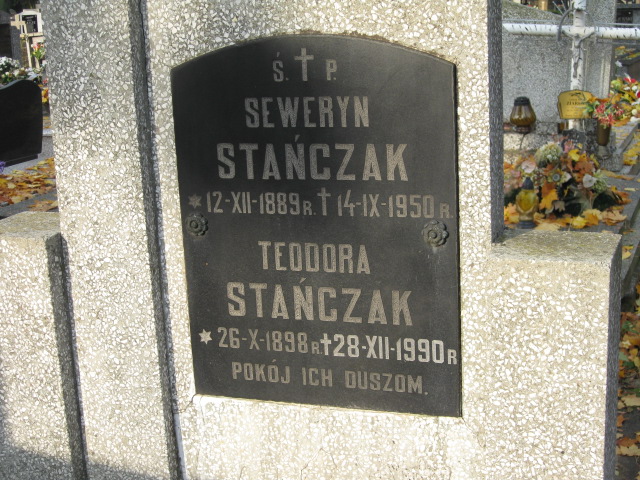 Ś. † P.
SEWERYN
STAŃCZAK
* 12-XII-1889 R. † 14-IX-1950 R.
TEODORA
STAŃCZAK
* 26-X-1898 R. † 28-XII-1990 R
POKÓJ ICH DUSZOM.